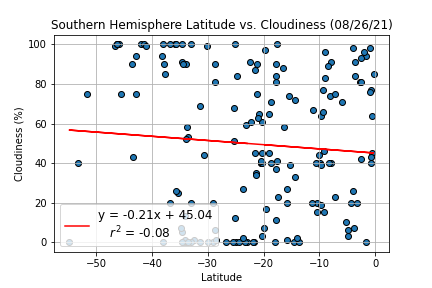 Southern Hemisphere Latitude vs. Cloudiness (08/26/21)
Cloudiness (%)
100
80
60
40
20
0
y = -0.21x + 45.04
r² = -0.08
−50
−40
−30
−20
−10
0
Latitude